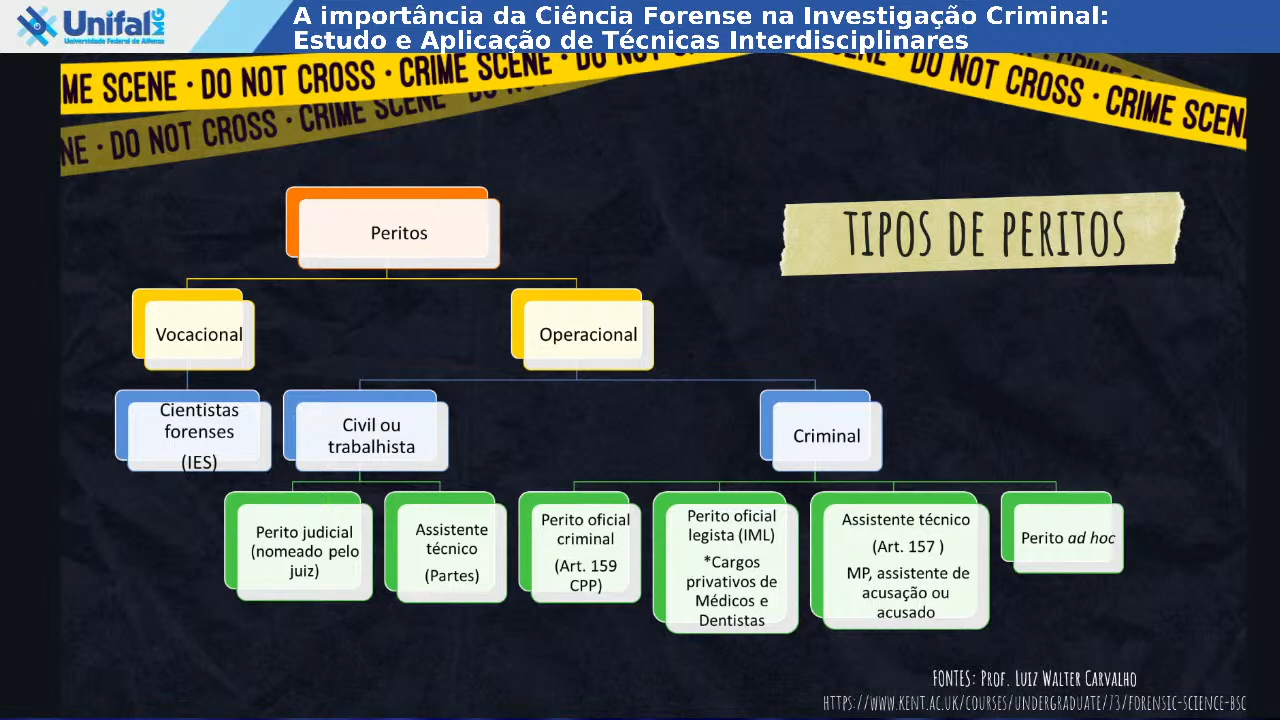 Unifal MG
Universidade Federal de Alfenas
A importância da Ciência Forense na Investigação Criminal:
Estudo e Aplicação de Técnicas Interdisciplinares
ME SCENE · DO NOT CROSS · CRIME SCENE · DO NOT CROSS
DO NOT CROSS · CRIME SCEN
NE · DO NOT CROSS · CRIME SCENE · DO NOT
TIPOS DE PERITOS
Peritos
Vocacional
Operacional
Cientistas
forenses
(IES)
Civil ou
trabalhista
Criminal
Perito judicial
(nomeado pelo
juiz)
Assistente
técnico
(Partes)
Perito oficial
criminal
(Art. 159
CPP)
Perito oficial
legista (IML)
*Cargos
privativos de
Médicos e
Dentistas
Assistente técnico
(Art. 157 )
MP, assistente de
acusação ou
acusado
Perito ad hoc
FONTES: Prof. Luiz Walter Carvalho
HTTPS://WWW.KENT.AC.UK/COURSES/UNDERGRADUATE/73/FORENSIC-SCIENCE-BSC